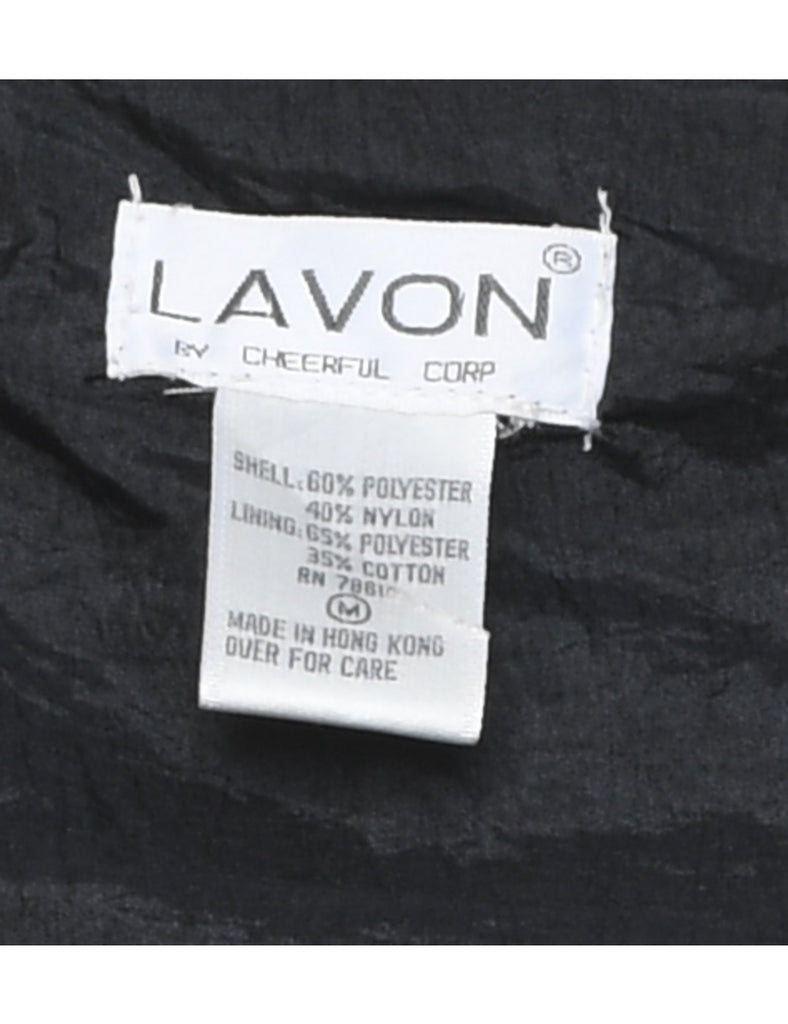 LAVON ®
BY CHEERFUL CORP
SHELL: 60% POLYESTER
40% NYLON
LINING: 65% POLYESTER
35% COTTON
RN
M
MADE IN HONG KONG
OVER FOR CARE